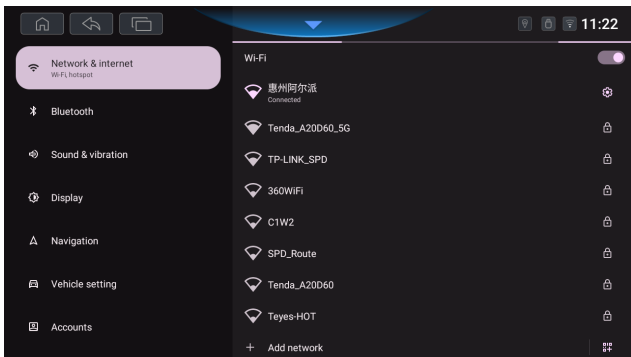 11:22
Network & internet
Wi-Fi, hotspot
Bluetooth
Sound & vibration
Display
Navigation
Vehicle setting
Accounts
Wi-Fi
惠州阿尔派
Connected
Tenda_A20D60_5G
TP-LINK_SPD
360WiFi
C1W2
SPD_Route
Tenda_A20D60
Teyes-HOT
Add network